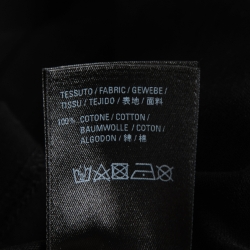 TESSUTO / FABRIC / GEWEBE /
TISSU / TEJIDO / 表地 / 面料
100% COTONE / COTTON /
BAUMWOLLE / COTON /
ALGODON / 綿 / 棉